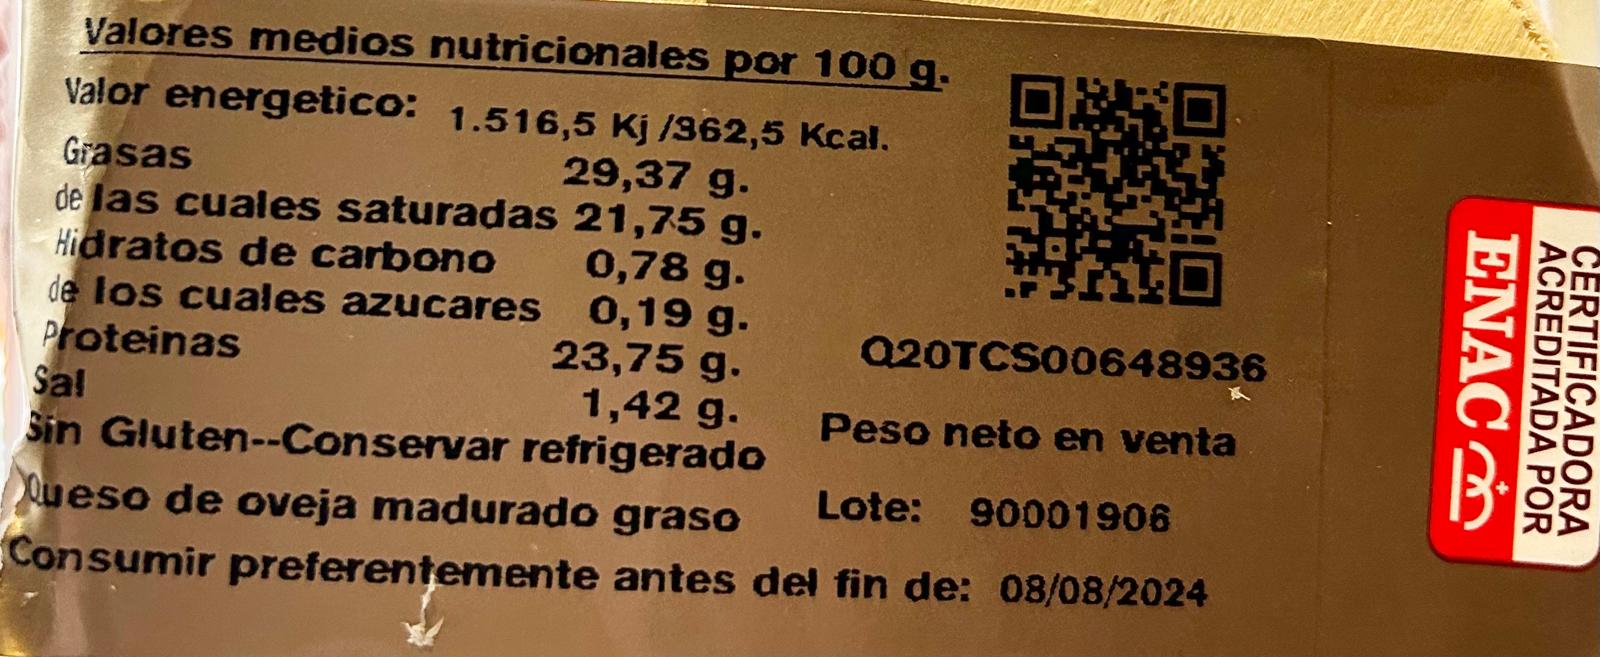 Valores medios nutricionales por 100 g.
Valor energetico: 1.516,5 Kj /362,5 Kcal.
Grasas 29,37 g.
de las cuales saturadas 21,75 g.
Hidratos de carbono 0,78 g.
de los cuales azucares 0,19 g.
Proteinas 23,75 g.
Sal 1,42 g.
Sin Gluten--Conservar refrigerado
Queso de oveja madurado graso
Consumir preferentemente antes del fin de: 08/08/2024
Q20TCS00648936
Peso neto en venta
Lote: 90001906
CERTIFICADORA
ACREDITADA POR
ENAC